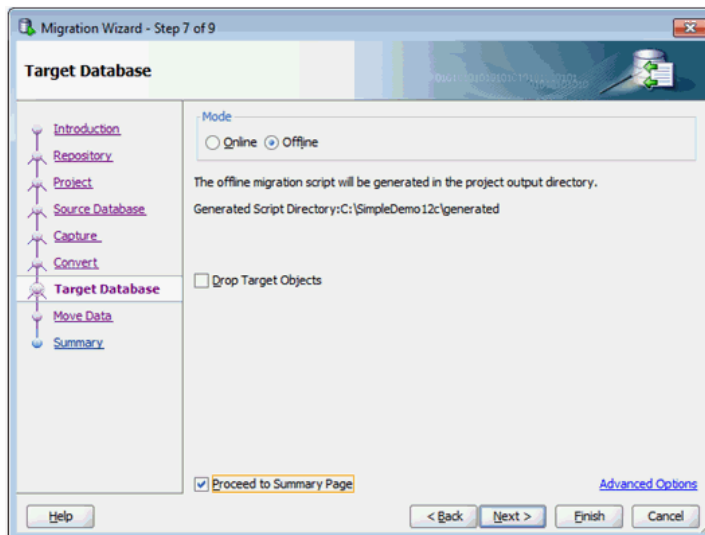 Migration Wizard - Step 7 of 9
Target Database
Introduction
Repository
Project
Source Database
Capture
Convert
Target Database
Move Data
Summary
Mode
Online Offline
The offline migration script will be generated in the project output directory.
Generated Script Directory:C:\SimpleDemo12c\generated
Drop Target Objects
Proceed to Summary Page
Advanced Options
Help
< Back Next > Finish Cancel